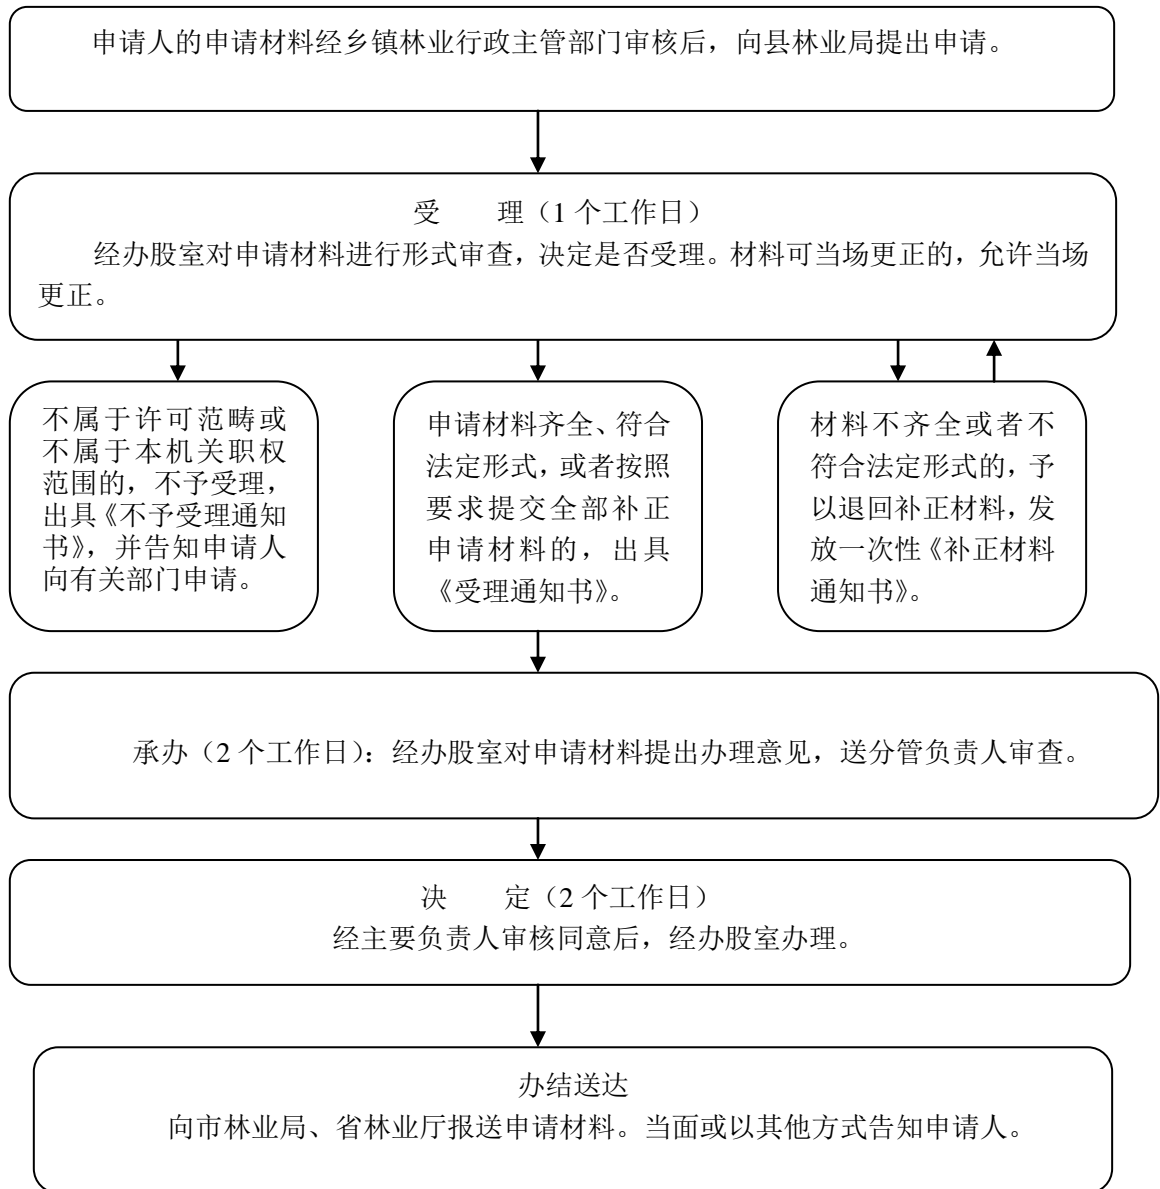 申请人的申请材料经乡镇林业行政主管部门审核后，向县林业局提出申请。
受 理（1 个工作日）
经办股室对申请材料进行形式审查，决定是否受理。材料可当场更正的，允许当场
更正。
不属于许可范畴或
不属于本机关职权
范围的，不予受理，
出具《不予受理通知
书》，并告知申请人
向有关部门申请。
申请材料齐全、符合
法定形式，或者按照
要求提交全部补正
申请材料的，出具
《受理通知书》。
材料不齐全或者不
符合法定形式的，予
以退回补正材料，发
放一次性《补正材料
通知书》。
承办（2 个工作日）：经办股室对申请材料提出办理意见，送分管负责人审查。
决 定（2 个工作日）
经主要负责人审核同意后，经办股室办理。
办结送达
向市林业局、省林业厅报送申请材料。当面或以其他方式告知申请人。